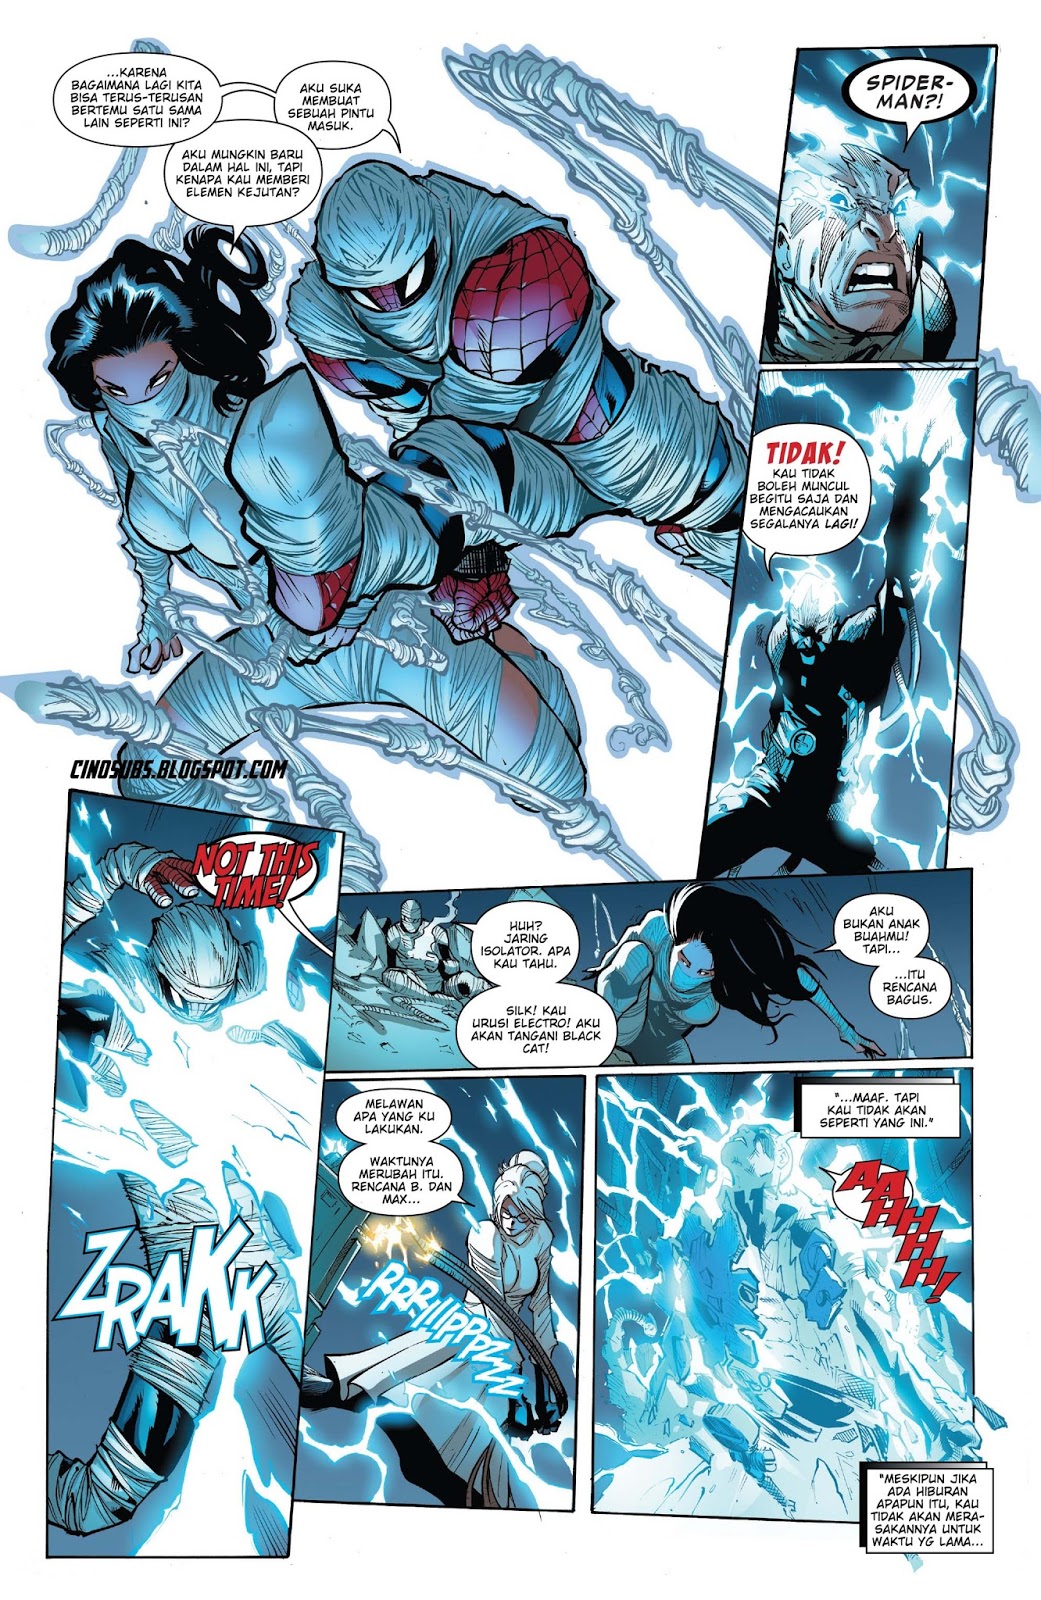 ...KARENA
BAGAIMANA LAGI KITA
BISA TERUS-TERUSAN
BERTEMU SATU SAMA
LAIN SEPERTI INI?
AKU SUKA
MEMBUAT
SEBUAH PINTU
MASUK.
AKU MUNGKIN BARU
DALAM HAL INI, TAPI
KENAPA KAU MEMBERI
ELEMEN KEJUTAN?
SPIDER-
MAN?!
TIDAK!
KAU TIDAK
BOLEH MUNCUL
BEGITU SAJA DAN
MENGACAUKAN
SEGALANYA LAGI!
CINOSUBS.BLOGSPOT.COM
NOT THIS
TIME!
ZRAKK
HUH?
JARING
ISOLATOR. APA
KAU TAHU.
SILK! KAU
URUSI ELECTRO! AKU
AKAN TANGANI BLACK
CAT!
AKU
BUKAN ANAK
BUAHMU!
TAPI...
...ITU
RENCANA
BAGUS.
MELAWAN
APA YANG KU
LAKUKAN.
WAKTUNYA
MERUBAH ITU.
RENCANA B. DAN
MAX...
RRRIIIPPPZZZZ
"...MAAF. TAPI
KAU TIDAK AKAN
SEPERTI YANG INI."
AAHHHH!
"MESKIPUN JIKA
ADA HIBURAN
APAPUN ITU, KAU
TIDAK AKAN MERA-
SAKANNYA UNTUK
WAKTU YG LAMA...